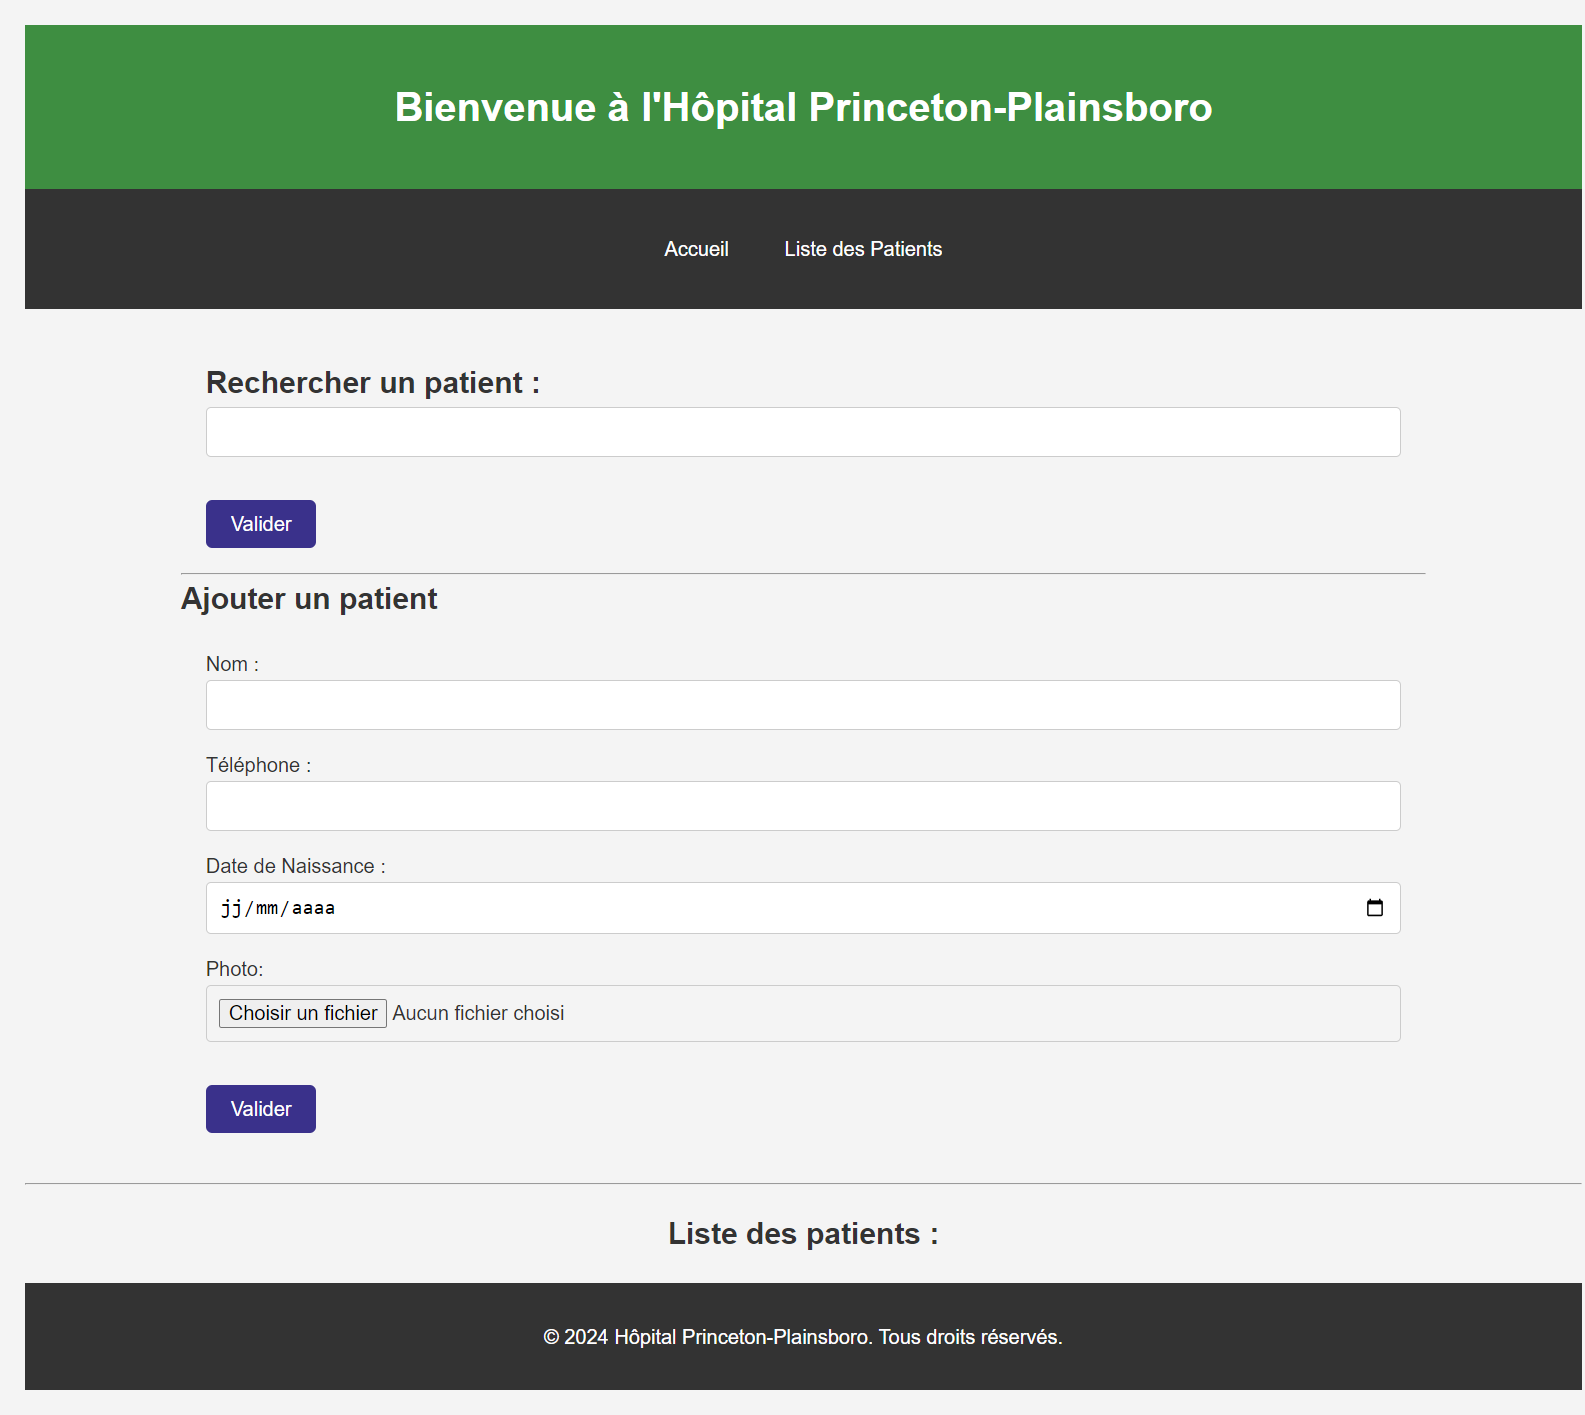 Bienvenue à l'Hôpital Princeton-Plainsboro
Accueil Liste des Patients
Rechercher un patient :
Valider
Ajouter un patient
Nom :
Téléphone :
Date de Naissance :
jj/mm/aaaa
Photo:
Choisir un fichier Aucun fichier choisi
Valider
Liste des patients :
© 2024 Hôpital Princeton-Plainsboro. Tous droits réservés.